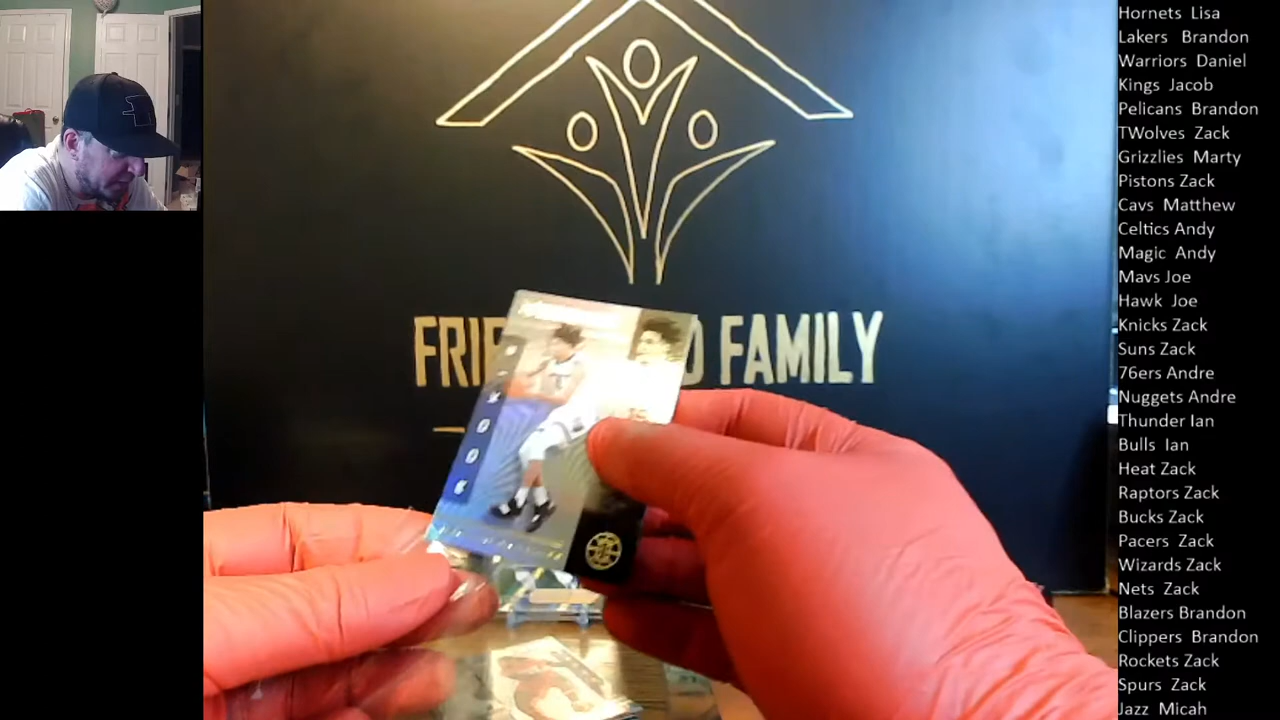 FRIE D FAMILY
Hornets Lisa
Lakers Brandon
Warriors Daniel
Kings Jacob
Pelicans Brandon
TWolves Zack
Grizzlies Marty
Pistons Zack
Cavs Matthew
Celtics Andy
Magic Andy
Mavs Joe
Hawk Joe
Knicks Zack
Suns Zack
76ers Andre
Nuggets Andre
Thunder Ian
Bulls Ian
Heat Zack
Raptors Zack
Bucks Zack
Pacers Zack
Wizards Zack
Nets Zack
Blazers Brandon
Clippers Brandon
Rockets Zack
Spurs Zack
Jazz Micah